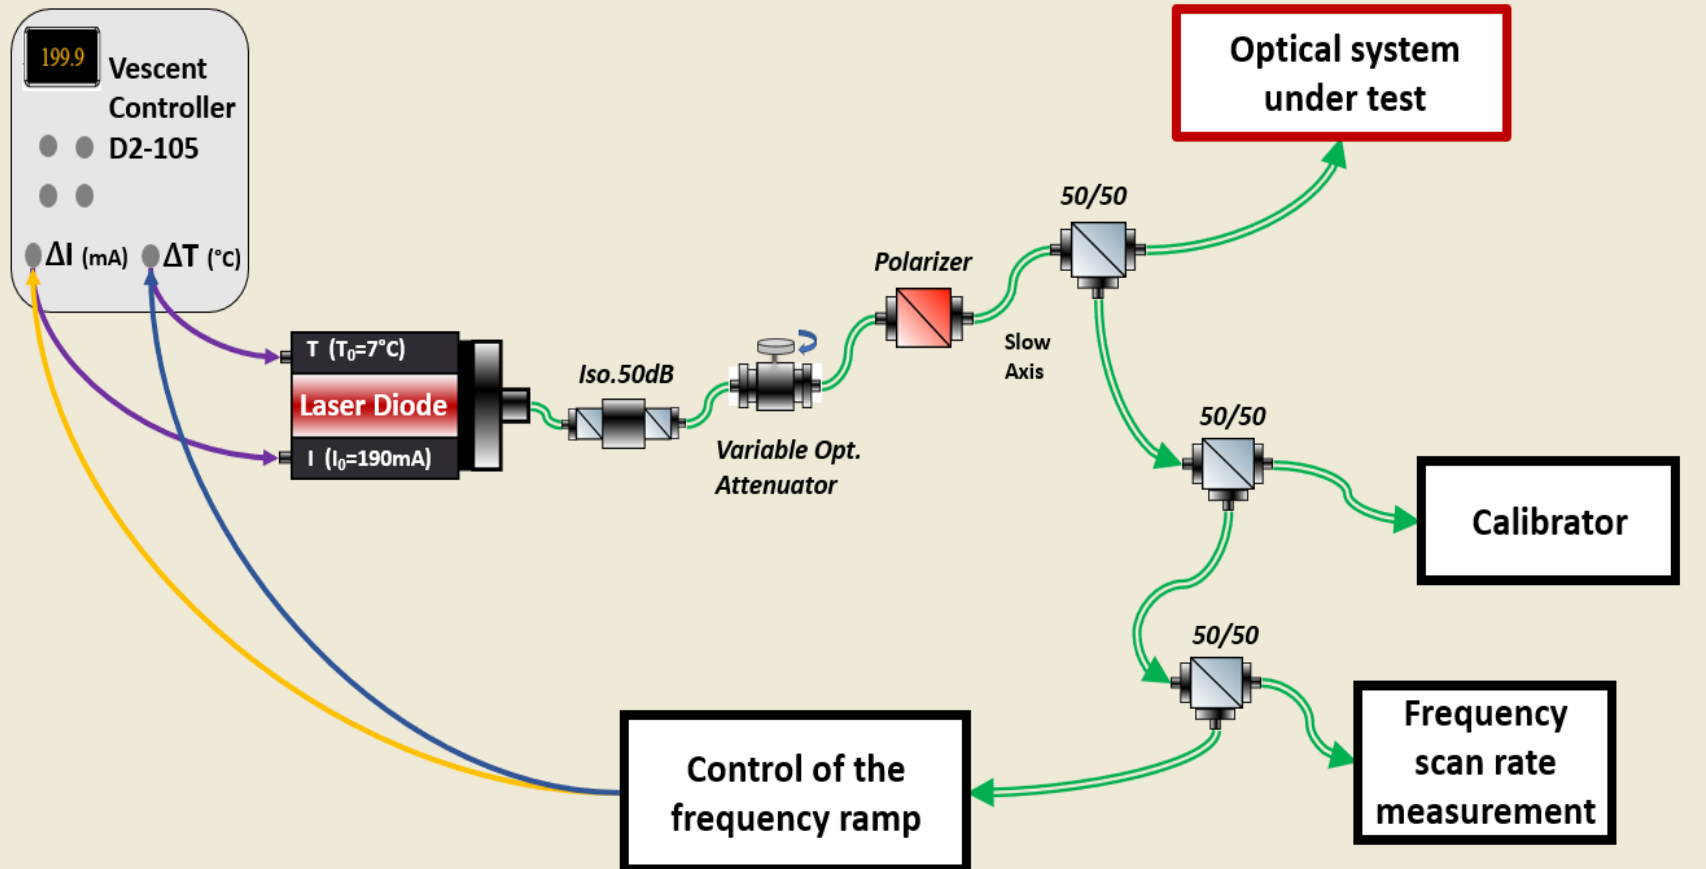 199.9
Vescent
Controller
D2-105
ΔI (mA)
ΔT (°C)
T (T₀=7°C)
Laser Diode
I (I₀=190mA)
Iso.50dB
Variable Opt.
Attenuator
Polarizer
Slow
Axis
50/50
Optical system
under test
50/50
Calibrator
50/50
Frequency
scan rate
measurement
Control of the
frequency ramp